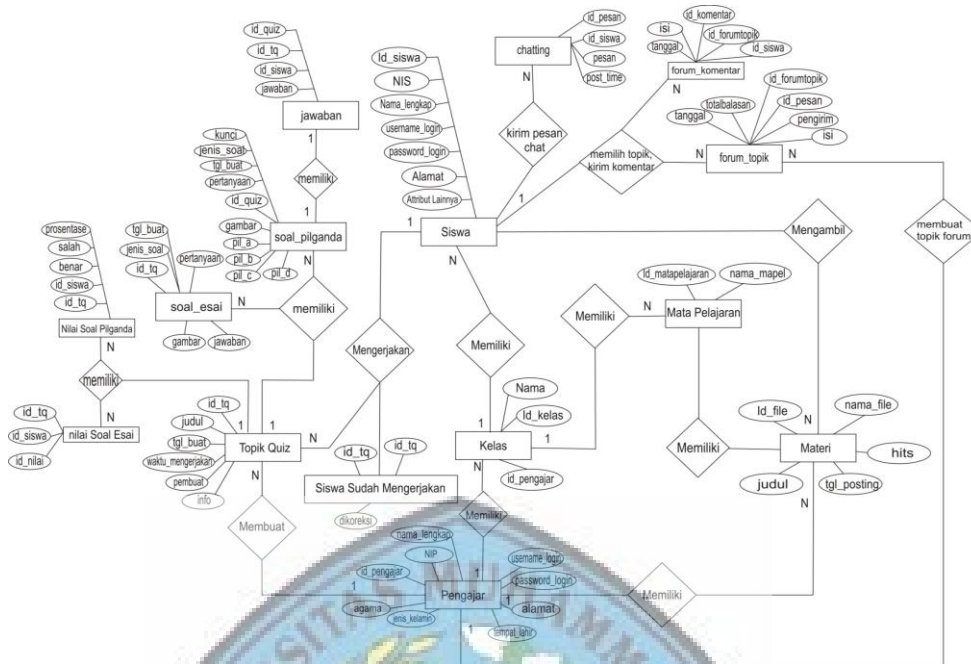 id_quiz
id_tq
id_siswa
jawaban
jawaban
1
memiliki
1
kunci
jenis_soat
tgl_buat
pertanyaan
id_quiz
gambar
pil_a
pil_b
pil_c
pil_d
soal_pilganda
N
memiliki
1
tgl_buat
jenis_soal
id_tq
pertanyaan
soal_esai
N
gambar
jawaban
prosentase
salah
benar
id_siswa
id_tq
Nilai Soal Pilganda
N
memiliki
1
N
id_tq
id_siswa
id_nilai
nilai Soal Esai
id_tq
judul
tgl_buat
waktu_mengerjakan
pembuat
info
Topik Quiz
N
N
Membuat
1
Id_siswa
NIS
Nama_lengkap
username_login
password_login
Alamat
Attribut Lainnya
Siswa
1
1
1
N
Mengerjakan
id_tq
id_tq
Siswa Sudah Mengerjakan
dikoreksi
chatting
id_pesan
id_siswa
pesan
post_time
N
kirim pesan
chat
id_komentar
isi
id_forumtopik
tanggal
id_siswa
forum_komentar
N
memilih topik,
kirim komentar
N
id_forumtopik
totalbalasan
id_pesan
tanggal
pengirim
isi
forum_topik
N
membuat
topik forum
Mengambil
N
Id_matapelajaran
nama_mapel
Mata Pelajaran
N
Memiliki
1
Memiliki
1
Nama
Id_kelas
Kelas
id_pengajar
N
Memiliki
1
Memiliki
Id_file
nama_file
Materi
hits
judul
tgl_posting
N
Memiliki
1
nama_lengkap
NIP
id_pengajar
agama
jenis_kelamin
Pengajar
username_login
password_login
alamat
tempat_lahir
1